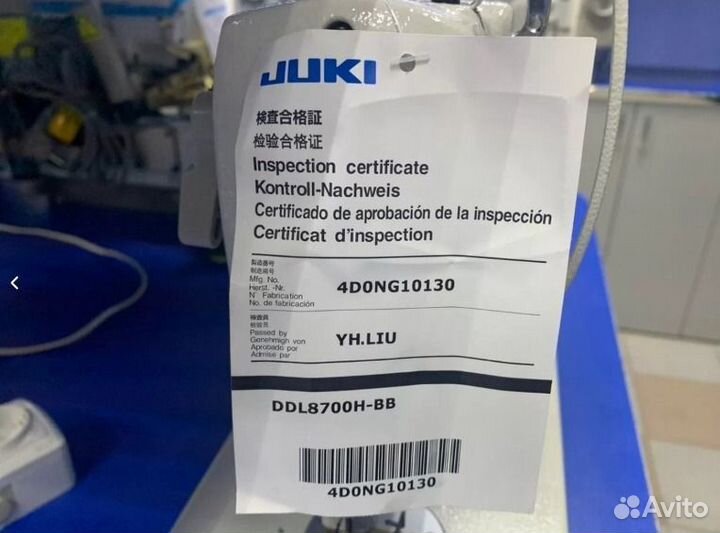 JUKI
検査合格証
检验合格证
Inspection certificate
Kontroll-Nachweis
Certificado de aprobación de la inspección
Certificat d'inspection
製造番号
制造编号
Mfg. No.
Herst. -Nr.
N° Fabrication
No. de fabricación
4D0NG10130
検査員
检验员
Passed by
Genehmigh von
Aprobado por
Admise par
YH.LIU
DDL8700H-BB
4D0NG10130
Avito